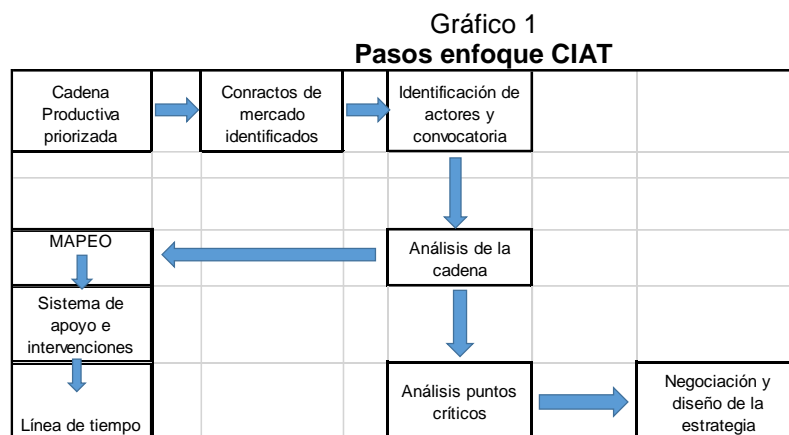 Gráfico 1
Pasos enfoque CIAT
Cadena
Productiva
priorizada
Conractos de
mercado
identificados
Identificación de
actores y
convocatoria
MAPEO
Análisis de la
cadena
Sistema de
apoyo e
intervenciones
Línea de tiempo
Análisis puntos
críticos
Negociación y
diseño de la
estrategia